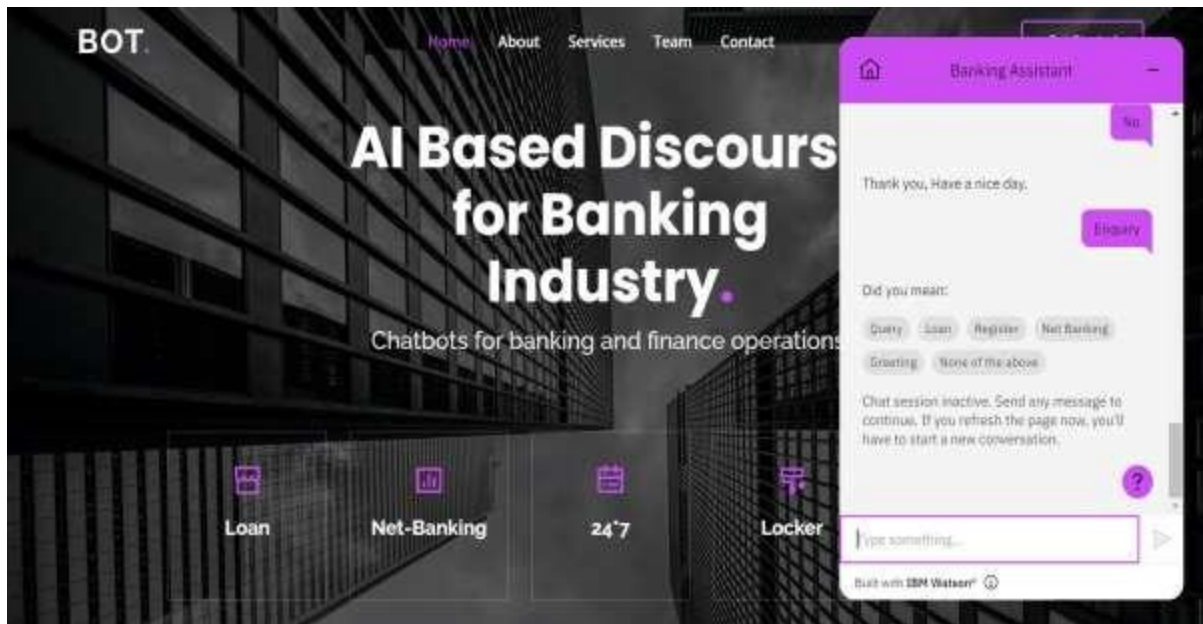 BOT.
Home About Services Team Contact
AI Based Discours
for Banking
Industry.
Chatbots for banking and finance operations
Loan
Net-Banking
24*7
Locker
Banking Assistant
No
Thank you, Have a nice day.
Enquiry
Did you mean:
Query Loan Register Net Banking
Greeting None of the above
Chat session inactive. Send any message to
continue. If you refresh the page now, you'll
have to start a new conversation.
?
Type something...
Built with IBM Watson®